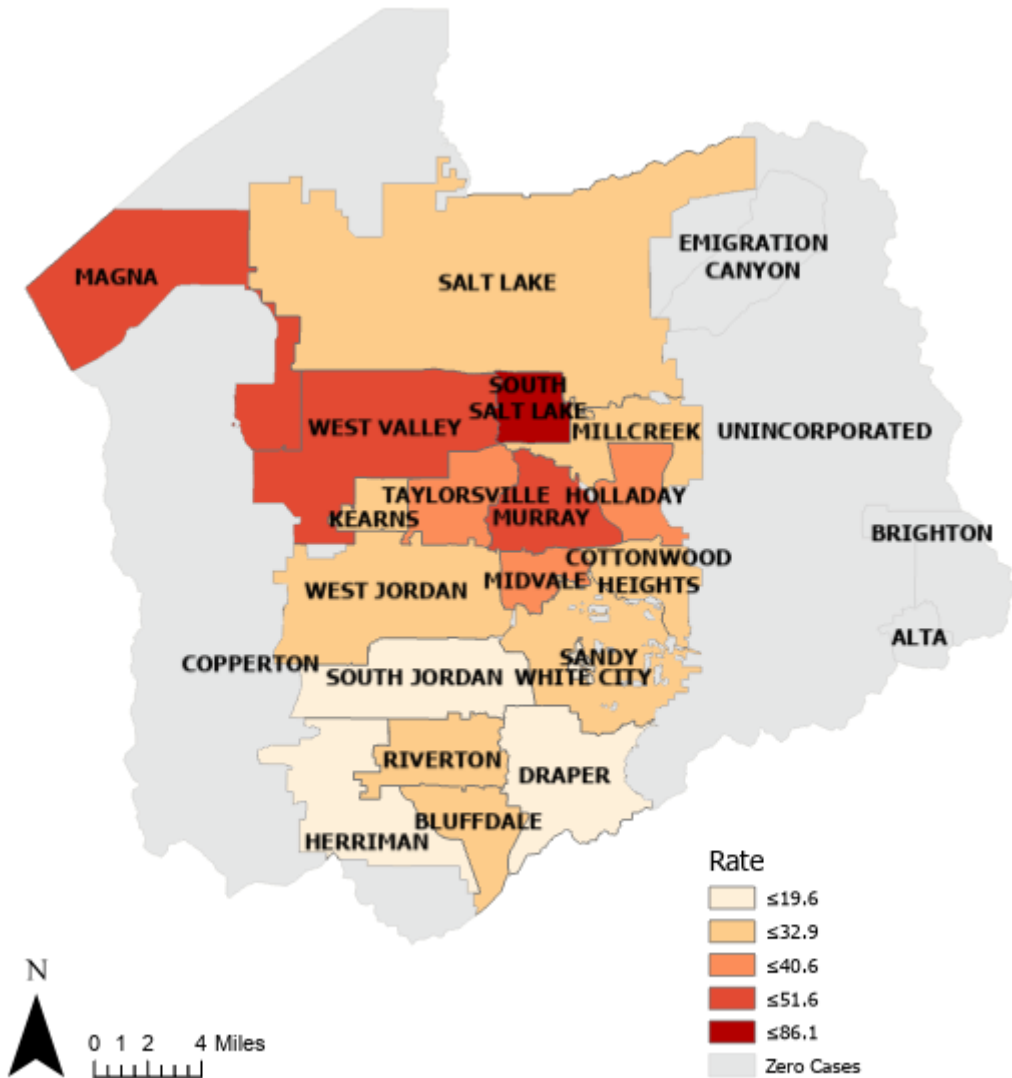 EMIGRATION
CANYON
MAGNA
SALT LAKE
SOUTH
SALT LAKE
WEST VALLEY
MILLCREEK
UNINCORPORATED
TAYLORSVILLE
HOLLADAY
KEARNS
MURRAY
BRIGHTON
COTTONWOOD
HEIGHTS
MIDVALE
WEST JORDAN
ALTA
COPPERTON
SANDY
SOUTH JORDAN
WHITE CITY
RIVERTON
DRAPER
BLUFFDALE
HERRIMAN
Rate
≤19.6
≤32.9
≤40.6
≤51.6
≤86.1
Zero Cases
N
0 1 2 4 Miles